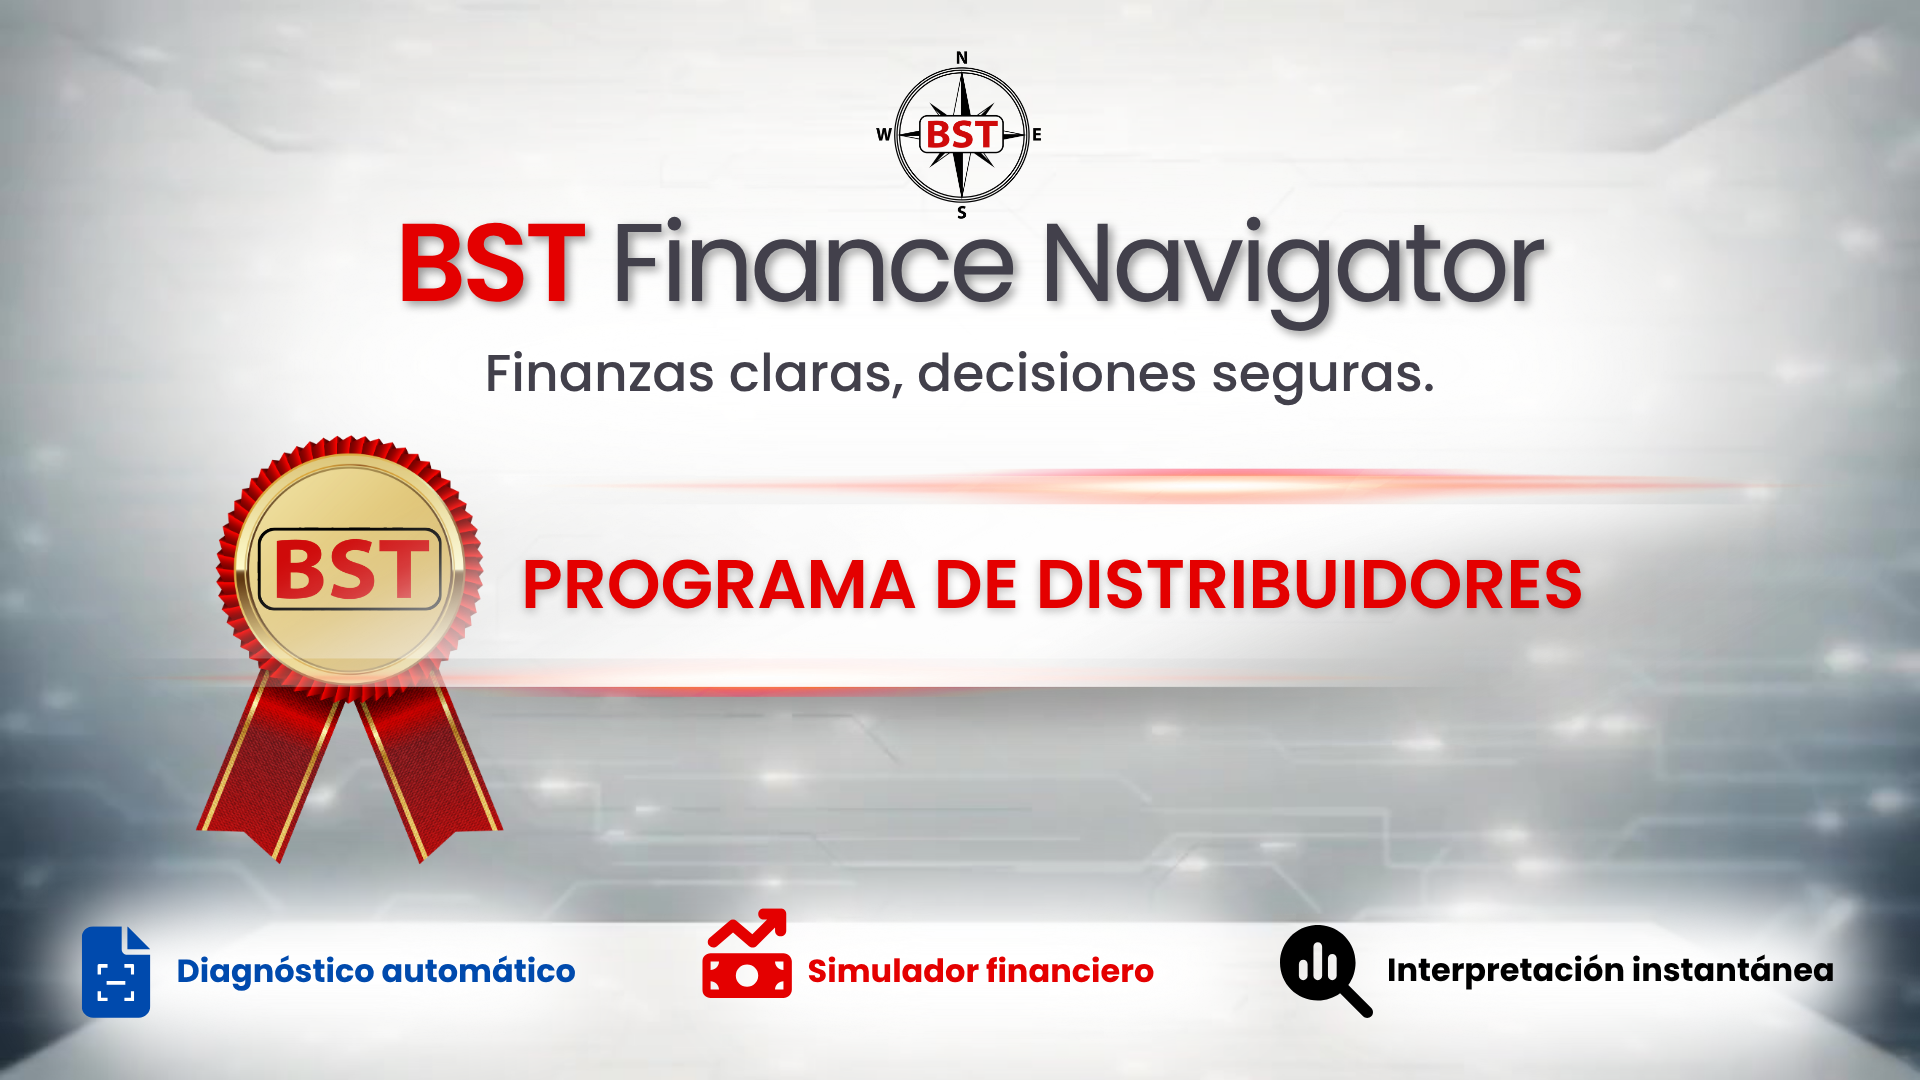 N
W BST E
S
BST Finance Navigator
Finanzas claras, decisiones seguras.
BST
PROGRAMA DE DISTRIBUIDORES
Diagnóstico automático
Simulador financiero
Interpretación instantánea